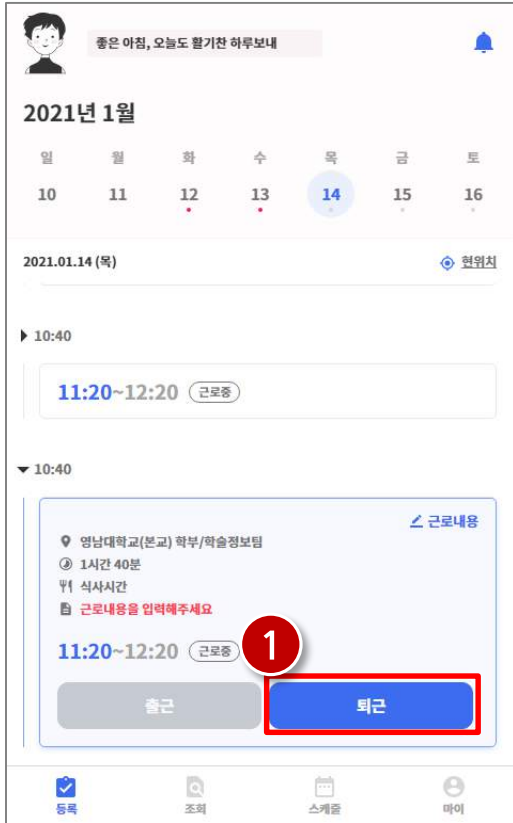 좋은 아침, 오늘도 활기찬 하루보내
2021년 1월
일 월 화 수 목 금 토
10 11 12 13 14 15 16
2021.01.14 (목) 현위치
10:40
11:20~12:20 근로중
10:40
근로내용
영남대학교(본교) 학부/학술정보팀
1시간 40분
식사시간
근로내용을 입력해주세요
11:20~12:20 근로중
1
출근 퇴근
등록 조회 스케줄 마이